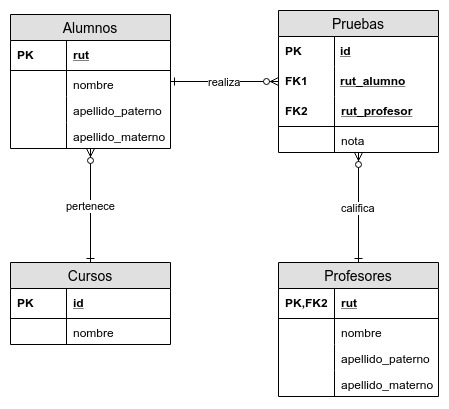 Alumnos
PK rut
nombre
apellido_paterno
apellido_materno
realiza
Pruebas
PK id
FK1 rut_alumno
FK2 rut_profesor
nota
pertenece
califica
Cursos
PK id
nombre
Profesores
PK,FK2 rut
nombre
apellido_paterno
apellido_materno